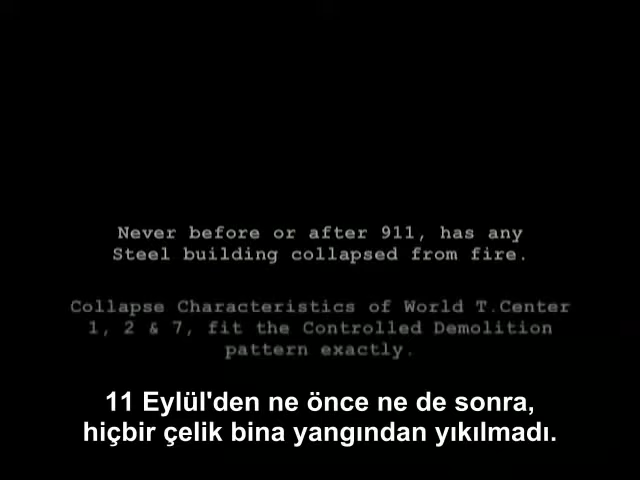 Never before or after 911, has any
Steel building collapsed from fire.
Collapse Characteristics of World T.Center
1, 2 & 7, fit the Controlled Demolition
pattern exactly.
11 Eylül'den ne önce ne de sonra,
hiçbir çelik bina yangından yıkılmadı.